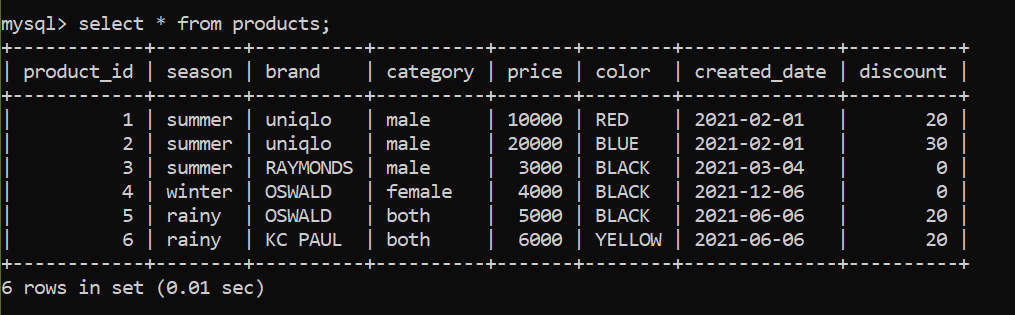 mysql> select * from products;
+------------+--------+----------+----------+-------+--------+--------------+----------+
| product_id | season | brand    | category | price | color  | created_date | discount |
+------------+--------+----------+----------+-------+--------+--------------+----------+
|          1 | summer | uniqlo   | male     | 10000 | RED    | 2021-02-01   |       20 |
|          2 | summer | uniqlo   | male     | 20000 | BLUE   | 2021-02-01   |       30 |
|          3 | summer | RAYMONDS | male     |  3000 | BLACK  | 2021-03-04   |        0 |
|          4 | winter | OSWALD   | female   |  4000 | BLACK  | 2021-12-06   |        0 |
|          5 | rainy  | OSWALD   | both     |  5000 | BLACK  | 2021-06-06   |       20 |
|          6 | rainy  | KC PAUL  | both     |  6000 | YELLOW | 2021-06-06   |       20 |
+------------+--------+----------+----------+-------+--------+--------------+----------+
6 rows in set (0.01 sec)